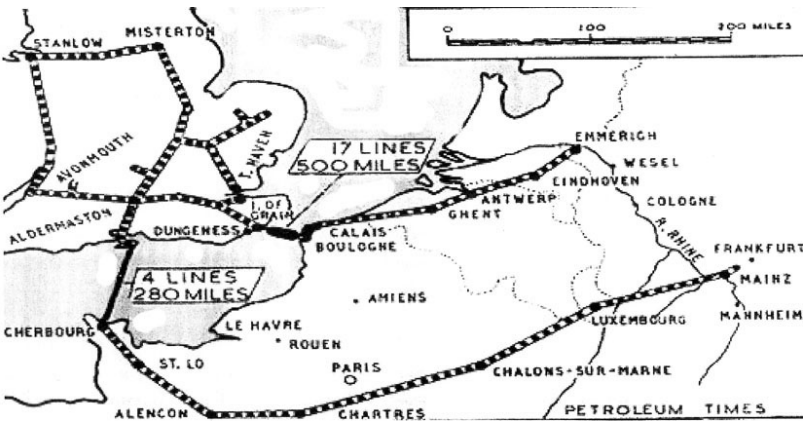 0 100 200 MILES
MISTERTON
STANLOW
EMMERICH
17 LINES
500 MILES
WESEL
T. HAVEN
AVONMOUTH
EINDHOVEN
COLOGNE
ANTWERP
I. OF
GRAIN
GHENT
ALDERMASTON
DUNGENESS
CALAIS
BOULOGNE
R. RHINE
FRANKFURT
4 LINES
280 MILES
MAINZ
AMIENS
LUXEMBOURG
MANNHEIM
CHERBOURG
LE HAVRE
ROUEN
ST. LO
PARIS
CHALONS-SUR-MARNE
ALENCON
CHARTRES
PETROLEUM TIMES